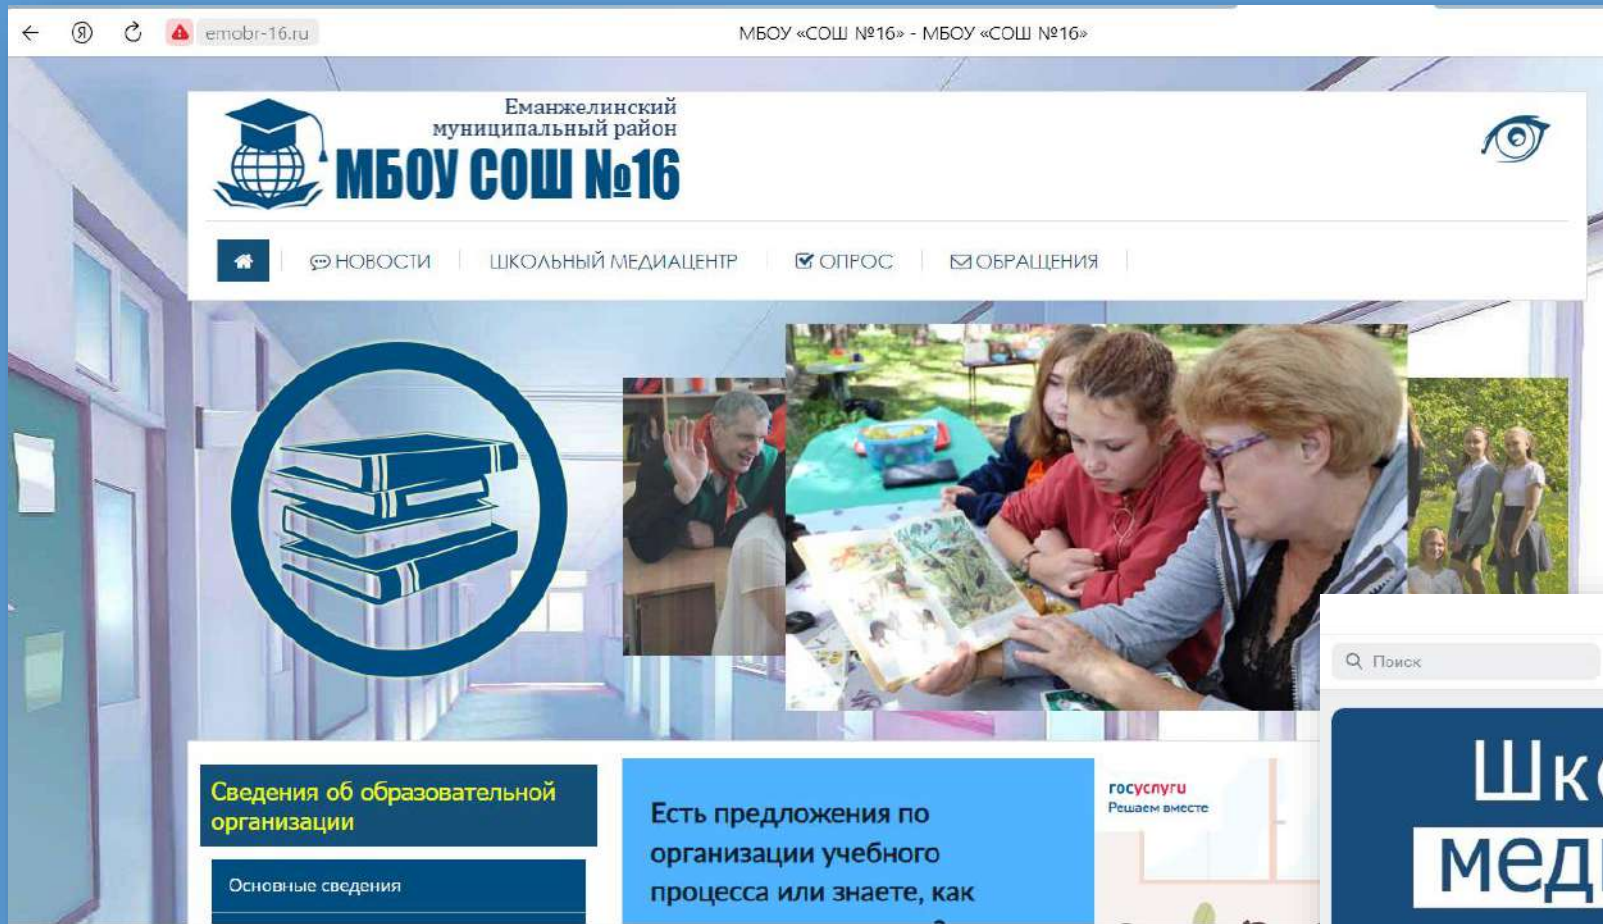 emobr-16.ru
МБОУ «СОШ №16» - МБОУ «СОШ №16»
Еманжелинский
муниципальный район
МБОУ СОШ №16
НОВОСТИ
ШКОЛЬНЫЙ МЕДИАЦЕНТР
ОПРОС
ОБРАЩЕНИЯ
Поиск
Сведения об образовательной
организации
Основные сведения
Есть предложения по
организации учебного
процесса или знаете, как
госуслуги
Решаем вместе